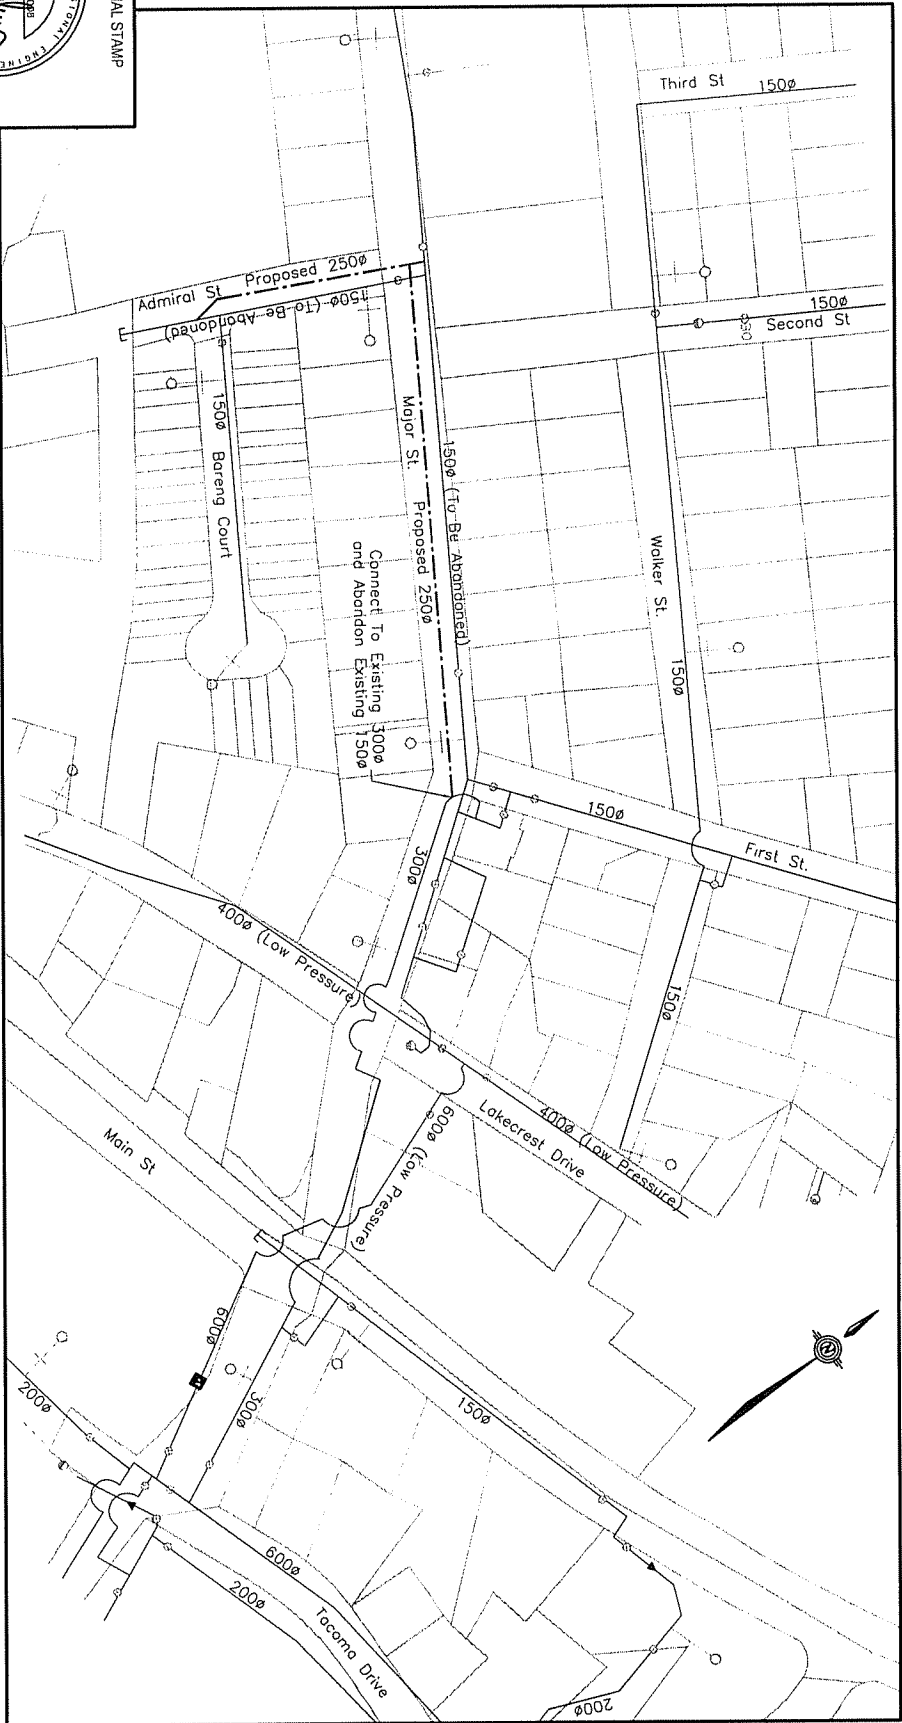 AL STAMP
SIONAL ENGINE
Third St
150ø
150ø
Second St
Admiral St
Proposed 250ø
150ø (To Be Abandoned)
150ø Bareng Court
Major St.
Proposed 250ø
150ø (To Be Abandoned)
Connect To Existing 300ø
and Abandon Existing 150ø
Walker St.
150ø
150ø
First St.
300ø
400ø (Low Pressure)
150ø
400ø (Low Pressure)
Lakecrest Drive
600ø (Low Pressure)
Main St
600ø
300ø
200ø
150ø
600ø
200ø
Tacoma Drive
200ø